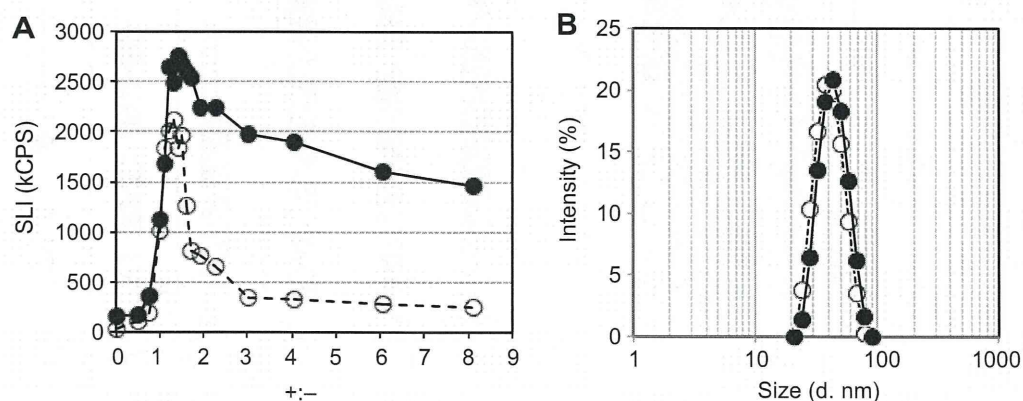 A
3000
2500
2000
1500
1000
500
0
SLI (kCPS)
0 1 2 3 4 5 6 7 8 9
+:–
B
25
20
15
10
5
0
Intensity (%)
1 10 100 1000
Size (d. nm)